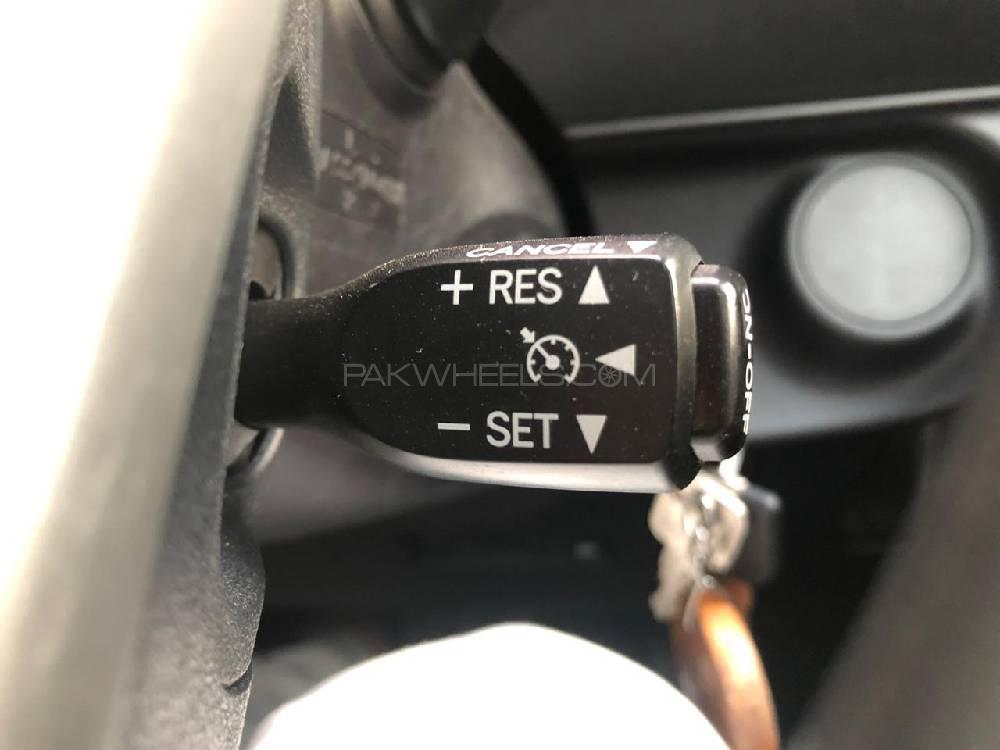 CANCEL ▼
+ RES ▲
◀
PAKWHEELS.COM
− SET ▼
ON-OFF